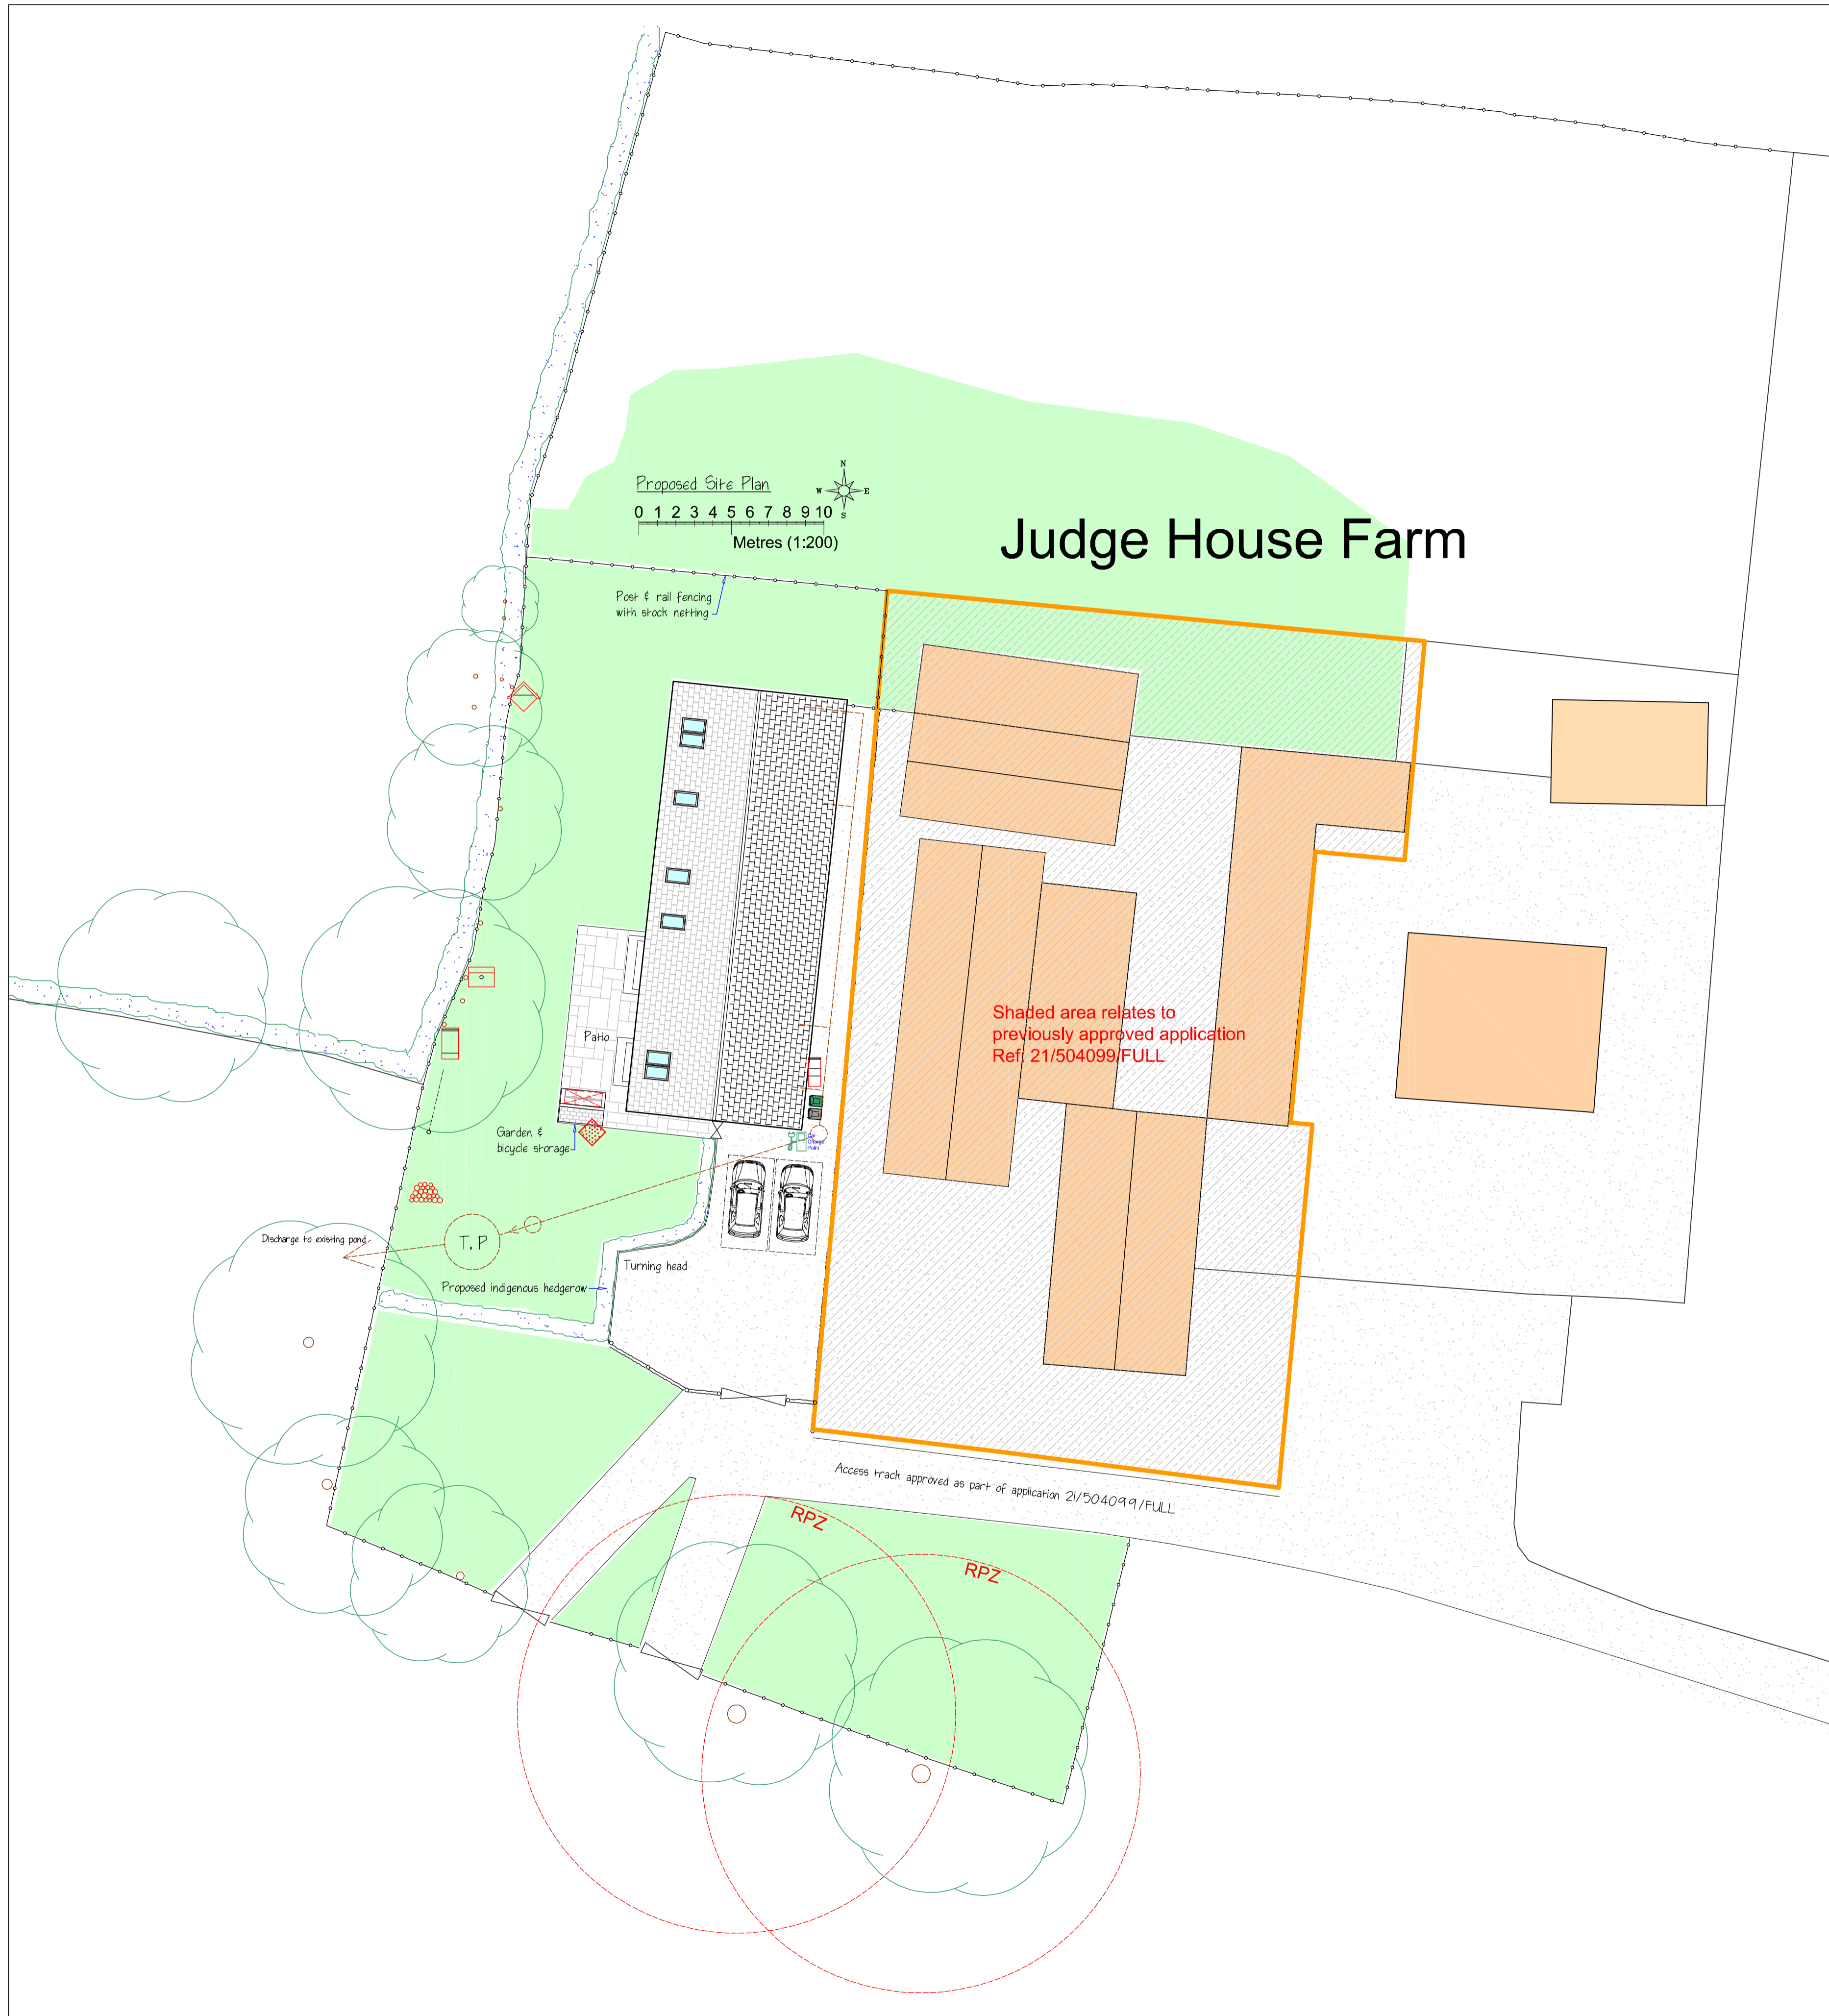 Proposed Site Plan
N
W E
S
0 1 2 3 4 5 6 7 8 9 10
Metres (1:200)
Judge House Farm
Post & rail fencing
with stock netting
Shaded area relates to
previously approved application
Ref: 21/504099/FULL
Patio
Garden &
bicycle storage
Car
Charge
Point
Discharge to existing pond
T.P
Turning head
Proposed indigenous hedgerow
Access track approved as part of application 21/504099/FULL
RPZ
RPZ